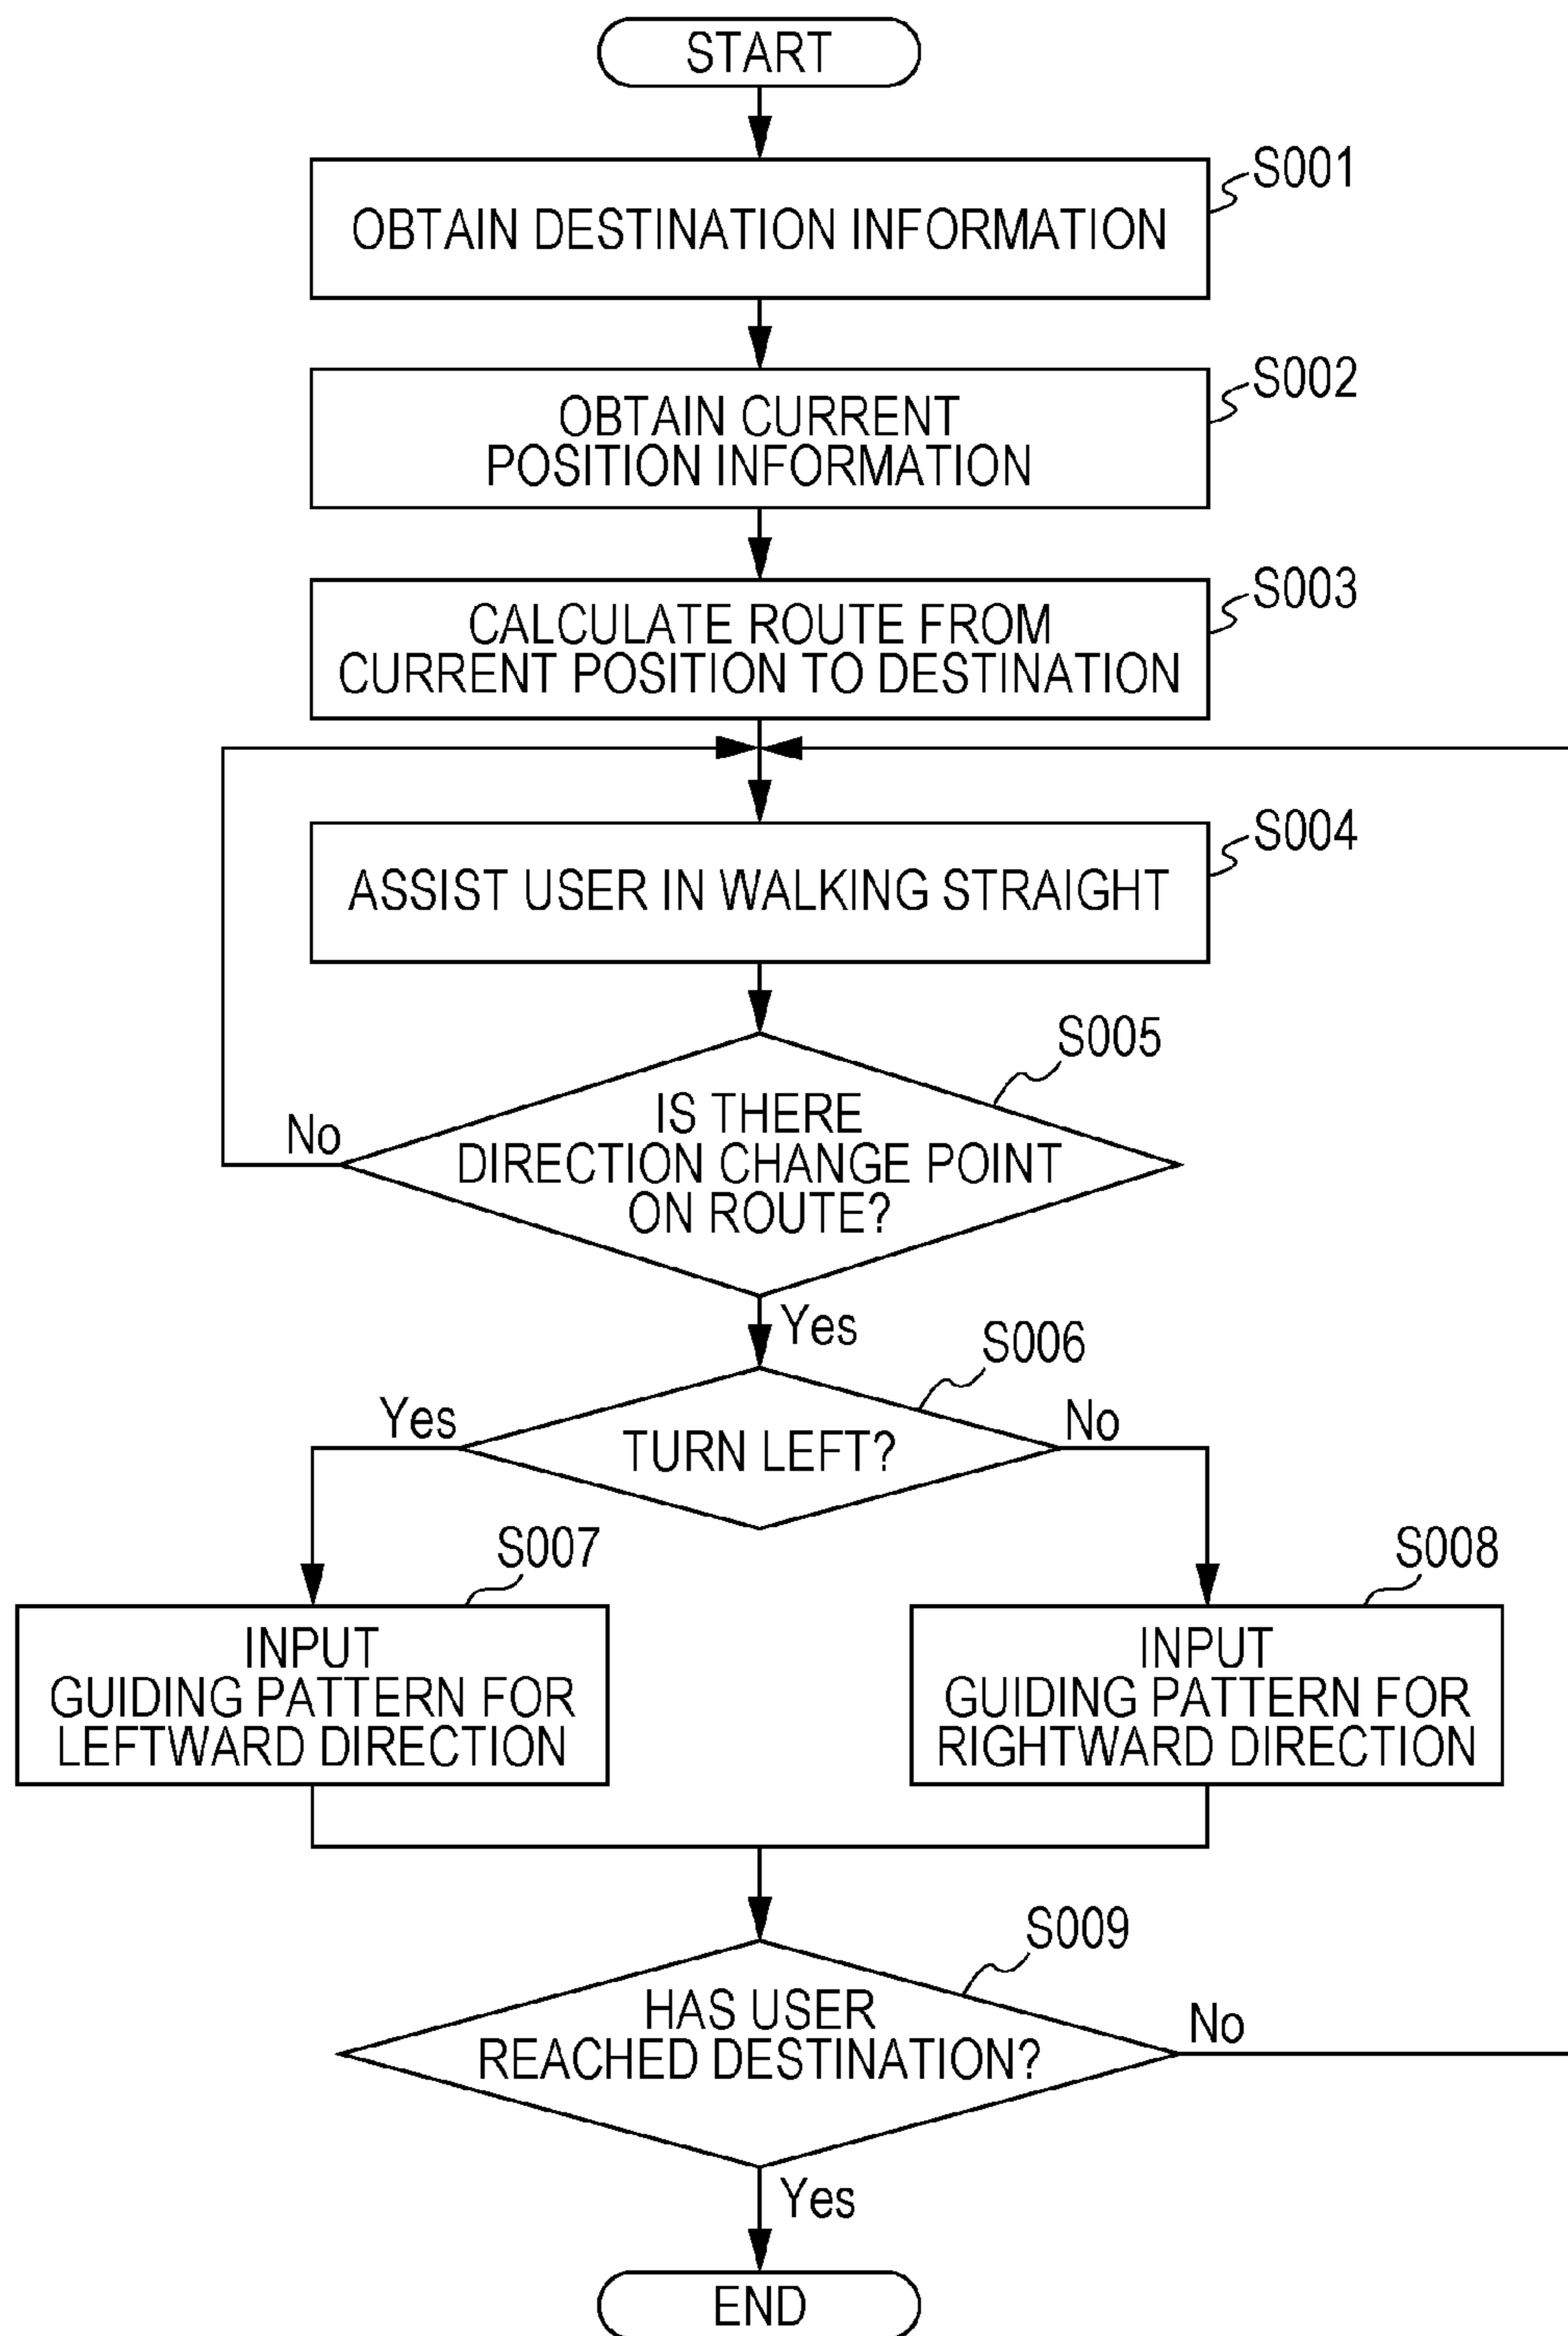 START
S001
OBTAIN DESTINATION INFORMATION
S002
OBTAIN CURRENT
POSITION INFORMATION
S003
CALCULATE ROUTE FROM
CURRENT POSITION TO DESTINATION
S004
ASSIST USER IN WALKING STRAIGHT
S005
IS THERE
DIRECTION CHANGE POINT
ON ROUTE?
No
Yes
S006
TURN LEFT?
Yes
No
S007
INPUT
GUIDING PATTERN FOR
LEFTWARD DIRECTION
S008
INPUT
GUIDING PATTERN FOR
RIGHTWARD DIRECTION
S009
HAS USER
REACHED DESTINATION?
No
Yes
END